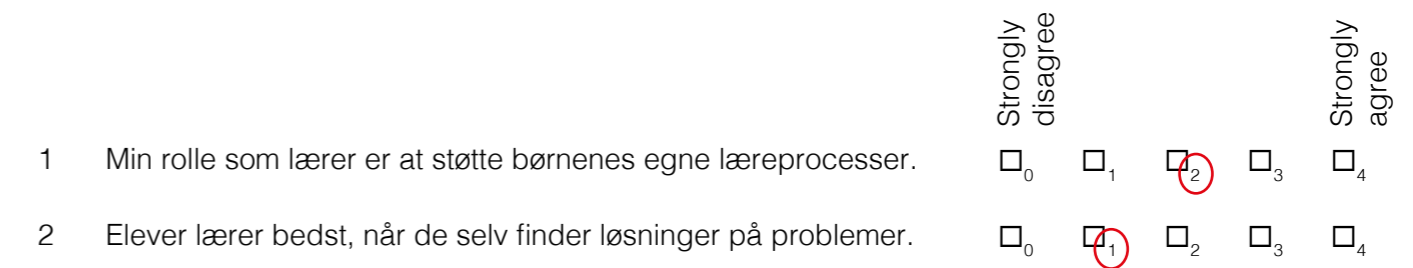 Strongly disagree
Strongly agree
1 Min rolle som lærer er at støtte børnenes egne læreprocesser. □0 □1 □2 □3 □4
2 Elever lærer bedst, når de selv finder løsninger på problemer. □0 □1 □2 □3 □4